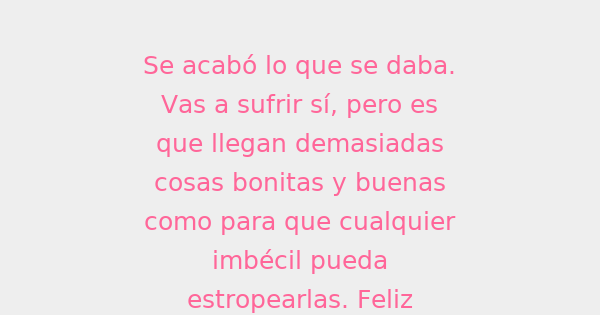 Se acabó lo que se daba.
Vas a sufrir sí, pero es
que llegan demasiadas
cosas bonitas y buenas
como para que cualquier
imbécil pueda
estropearlas. Feliz